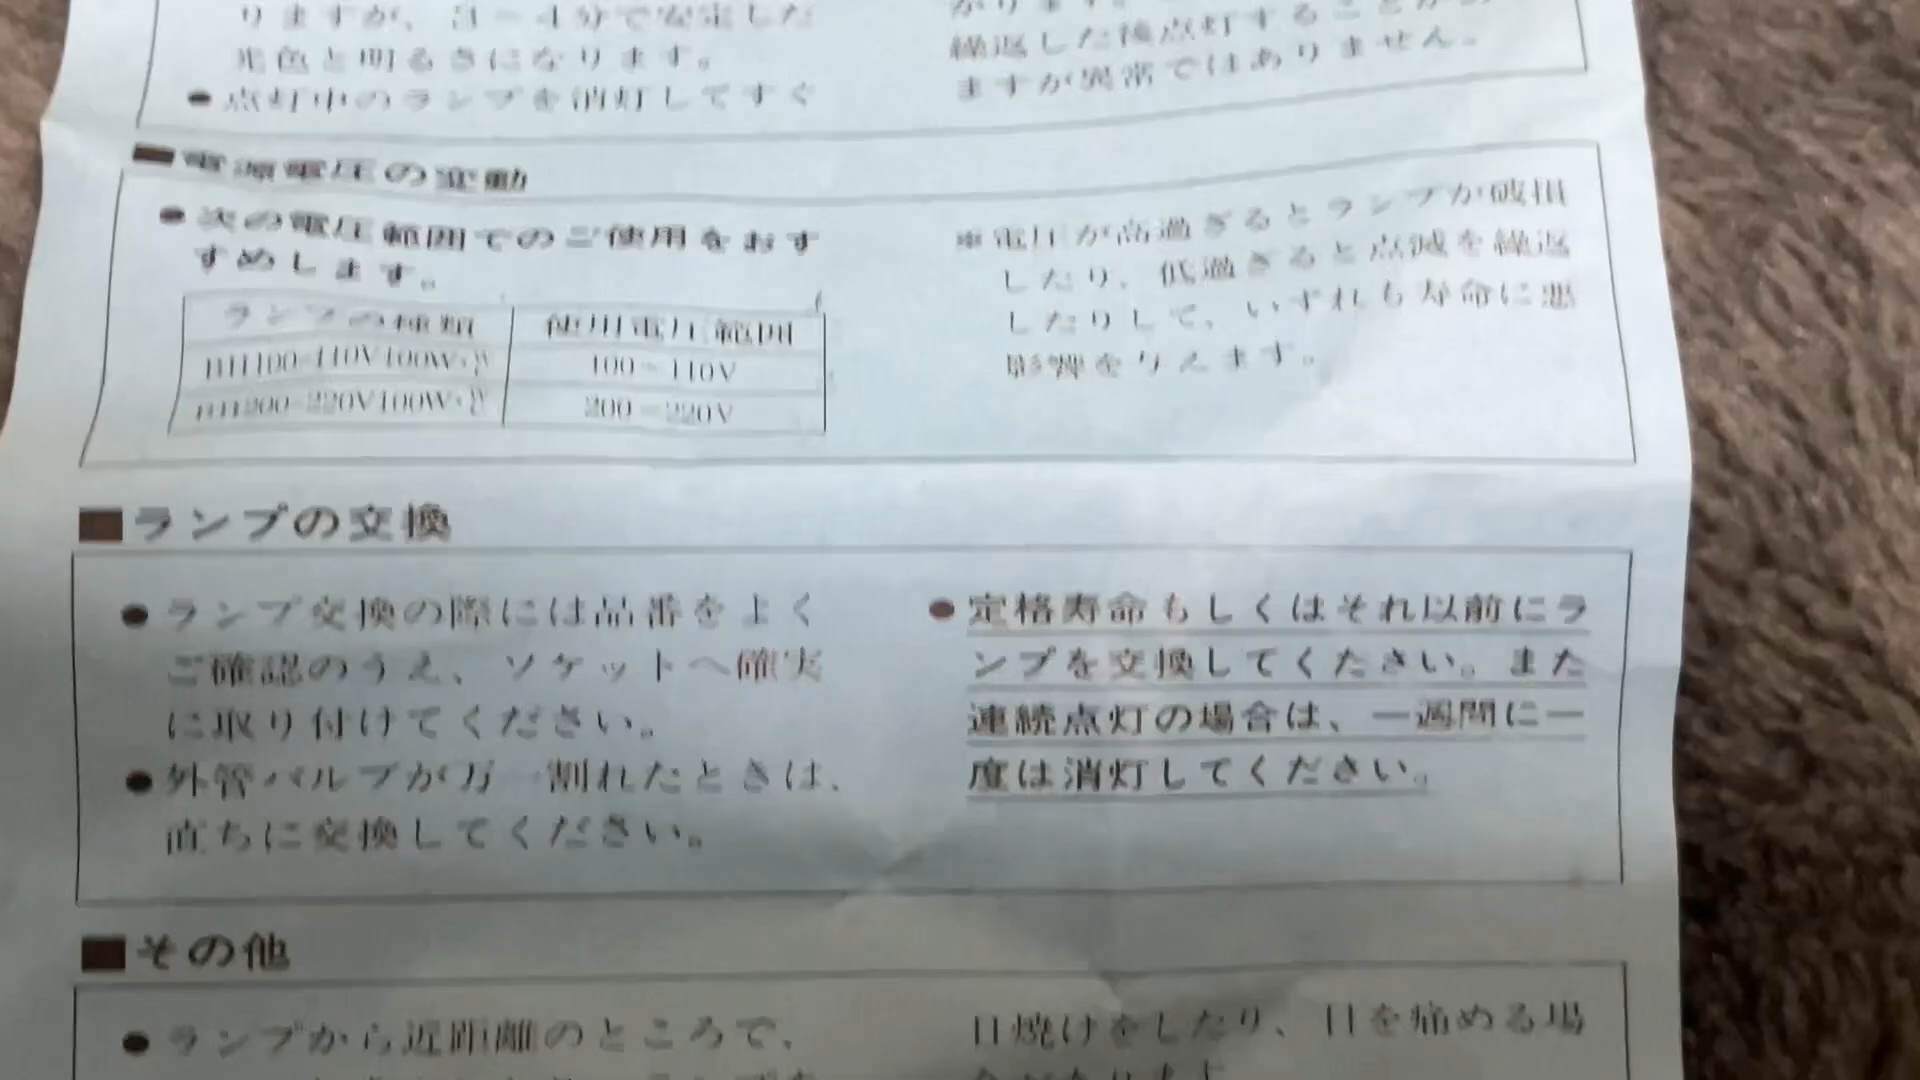 りますが、3～4分で安定した
光色と明るさになります。
●点灯中のランプを消灯してすぐ
繰返した後点灯すること
ますが異常ではありません。
■電源電圧の変動
●次の電圧範囲でのご使用をおす
すめします。
ランプの種類 使用電圧範囲
100～110V
200～220V
※電圧が高過ぎるとランプが破損
したり、低過ぎると点滅を繰返
したりして、いずれも寿命に悪
影響を与えます。
■ランプの交換
●ランプ交換の際には品番をよく
ご確認のうえ、ソケットへ確実
に取り付けてください。
●外管バルブが万一割れたときは、
直ちに交換してください。
●定格寿命もしくはそれ以前にラ
ンプを交換してください。また
連続点灯の場合は、一週間に一
度は消灯してください。
■その他
●ランプから近距離のところで、
日焼けをしたり、目を痛める場